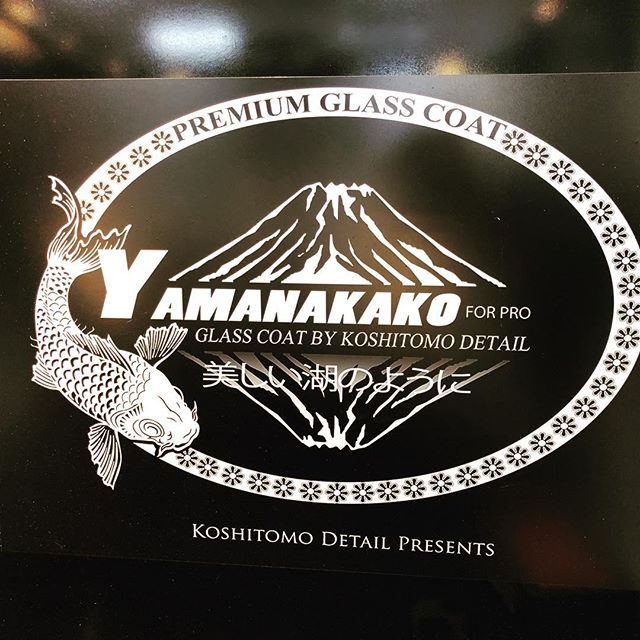 PREMIUM GLASS COAT
YAMANAKAKO FOR PRO
GLASS COAT BY KOSHITOMO DETAIL
美しい湖のように
KOSHITOMO DETAIL PRESENTS